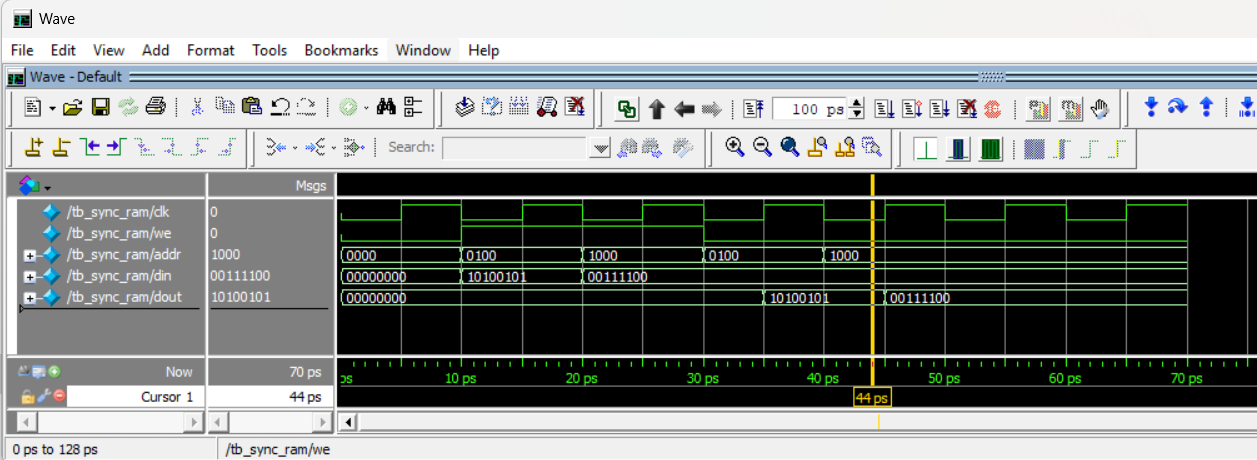 Wave
File Edit View Add Format Tools Bookmarks Window Help
Wave - Default
100 ps
Search:
Msgs
/tb_sync_ram/clk 0
/tb_sync_ram/we 0
/tb_sync_ram/addr 1000 0000 0100 1000 0100 1000
/tb_sync_ram/din 00111100 00000000 10100101 00111100
/tb_sync_ram/dout 10100101 00000000 10100101 00111100
Now 70 ps ps 10 ps 20 ps 30 ps 40 ps 50 ps 60 ps 70 ps
Cursor 1 44 ps 44 ps
0 ps to 128 ps /tb_sync_ram/we